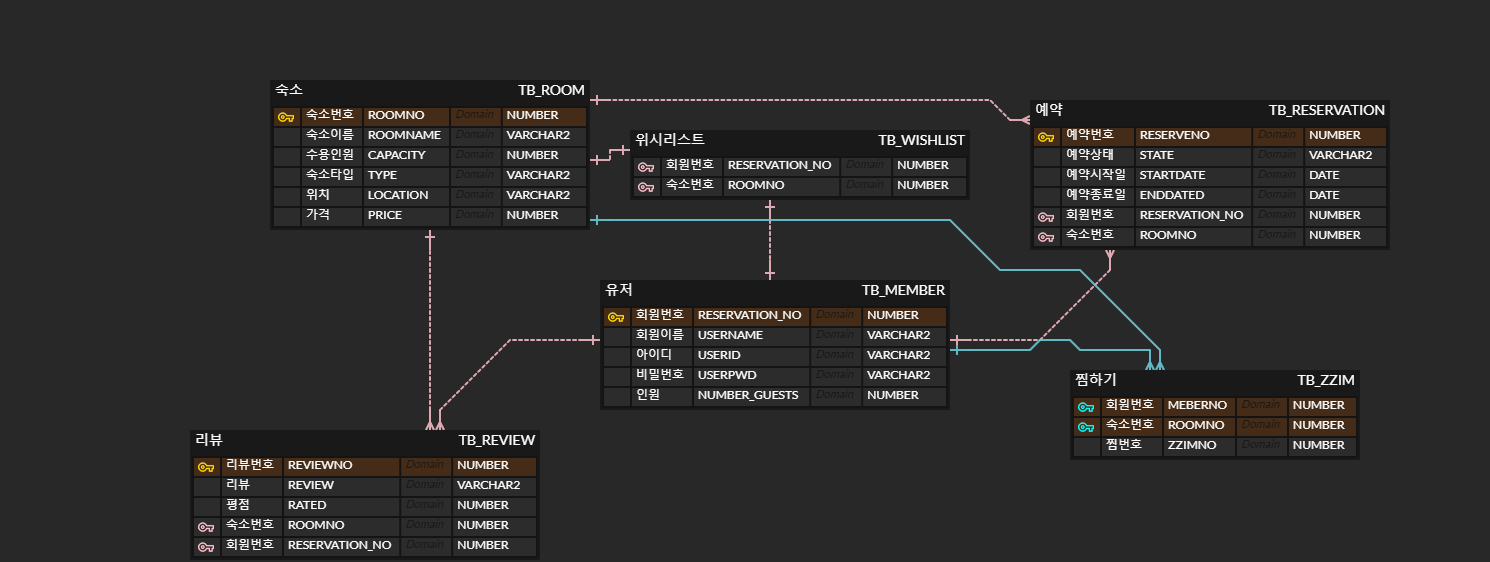 숙소 TB_ROOM
숙소번호 ROOMNO Domain NUMBER
숙소이름 ROOMNAME Domain VARCHAR2
수용인원 CAPACITY Domain NUMBER
숙소타입 TYPE Domain VARCHAR2
위치 LOCATION Domain VARCHAR2
가격 PRICE Domain NUMBER
위시리스트 TB_WISHLIST
회원번호 RESERVATION_NO Domain NUMBER
숙소번호 ROOMNO Domain NUMBER
예약 TB_RESERVATION
예약번호 RESERVENO Domain NUMBER
예약상태 STATE Domain VARCHAR2
예약시작일 STARTDATE Domain DATE
예약종료일 ENDDATED Domain DATE
회원번호 RESERVATION_NO Domain NUMBER
숙소번호 ROOMNO Domain NUMBER
유저 TB_MEMBER
회원번호 RESERVATION_NO Domain NUMBER
회원이름 USERNAME Domain VARCHAR2
아이디 USERID Domain VARCHAR2
비밀번호 USERPWD Domain VARCHAR2
인원 NUMBER_GUESTS Domain NUMBER
찜하기 TB_ZZIM
회원번호 MEBERNO Domain NUMBER
숙소번호 ROOMNO Domain NUMBER
찜번호 ZZIMNO Domain NUMBER
리뷰 TB_REVIEW
리뷰번호 REVIEWNO Domain NUMBER
리뷰 REVIEW Domain VARCHAR2
평점 RATED Domain NUMBER
숙소번호 ROOMNO Domain NUMBER
회원번호 RESERVATION_NO Domain NUMBER